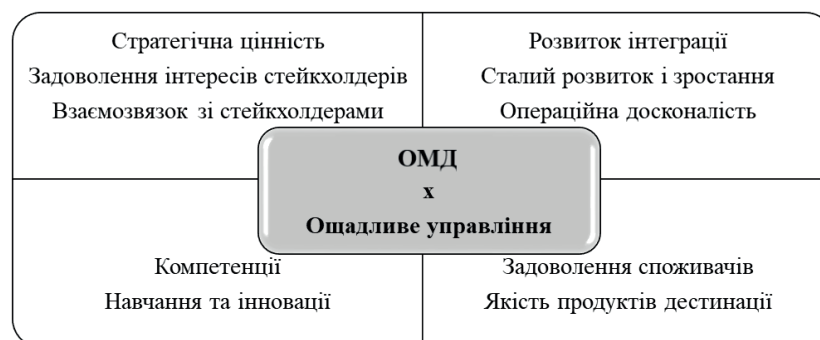 Стратегічна цінність
Задоволення інтересів стейкхолдерів
Взаємозвязок зі стейкхолдерами
Розвиток інтеграції
Сталий розвиток і зростання
Операційна досконалість
ОМД
х
Ощадливе управління
Компетенції
Навчання та інновації
Задоволення споживачів
Якість продуктів дестинації